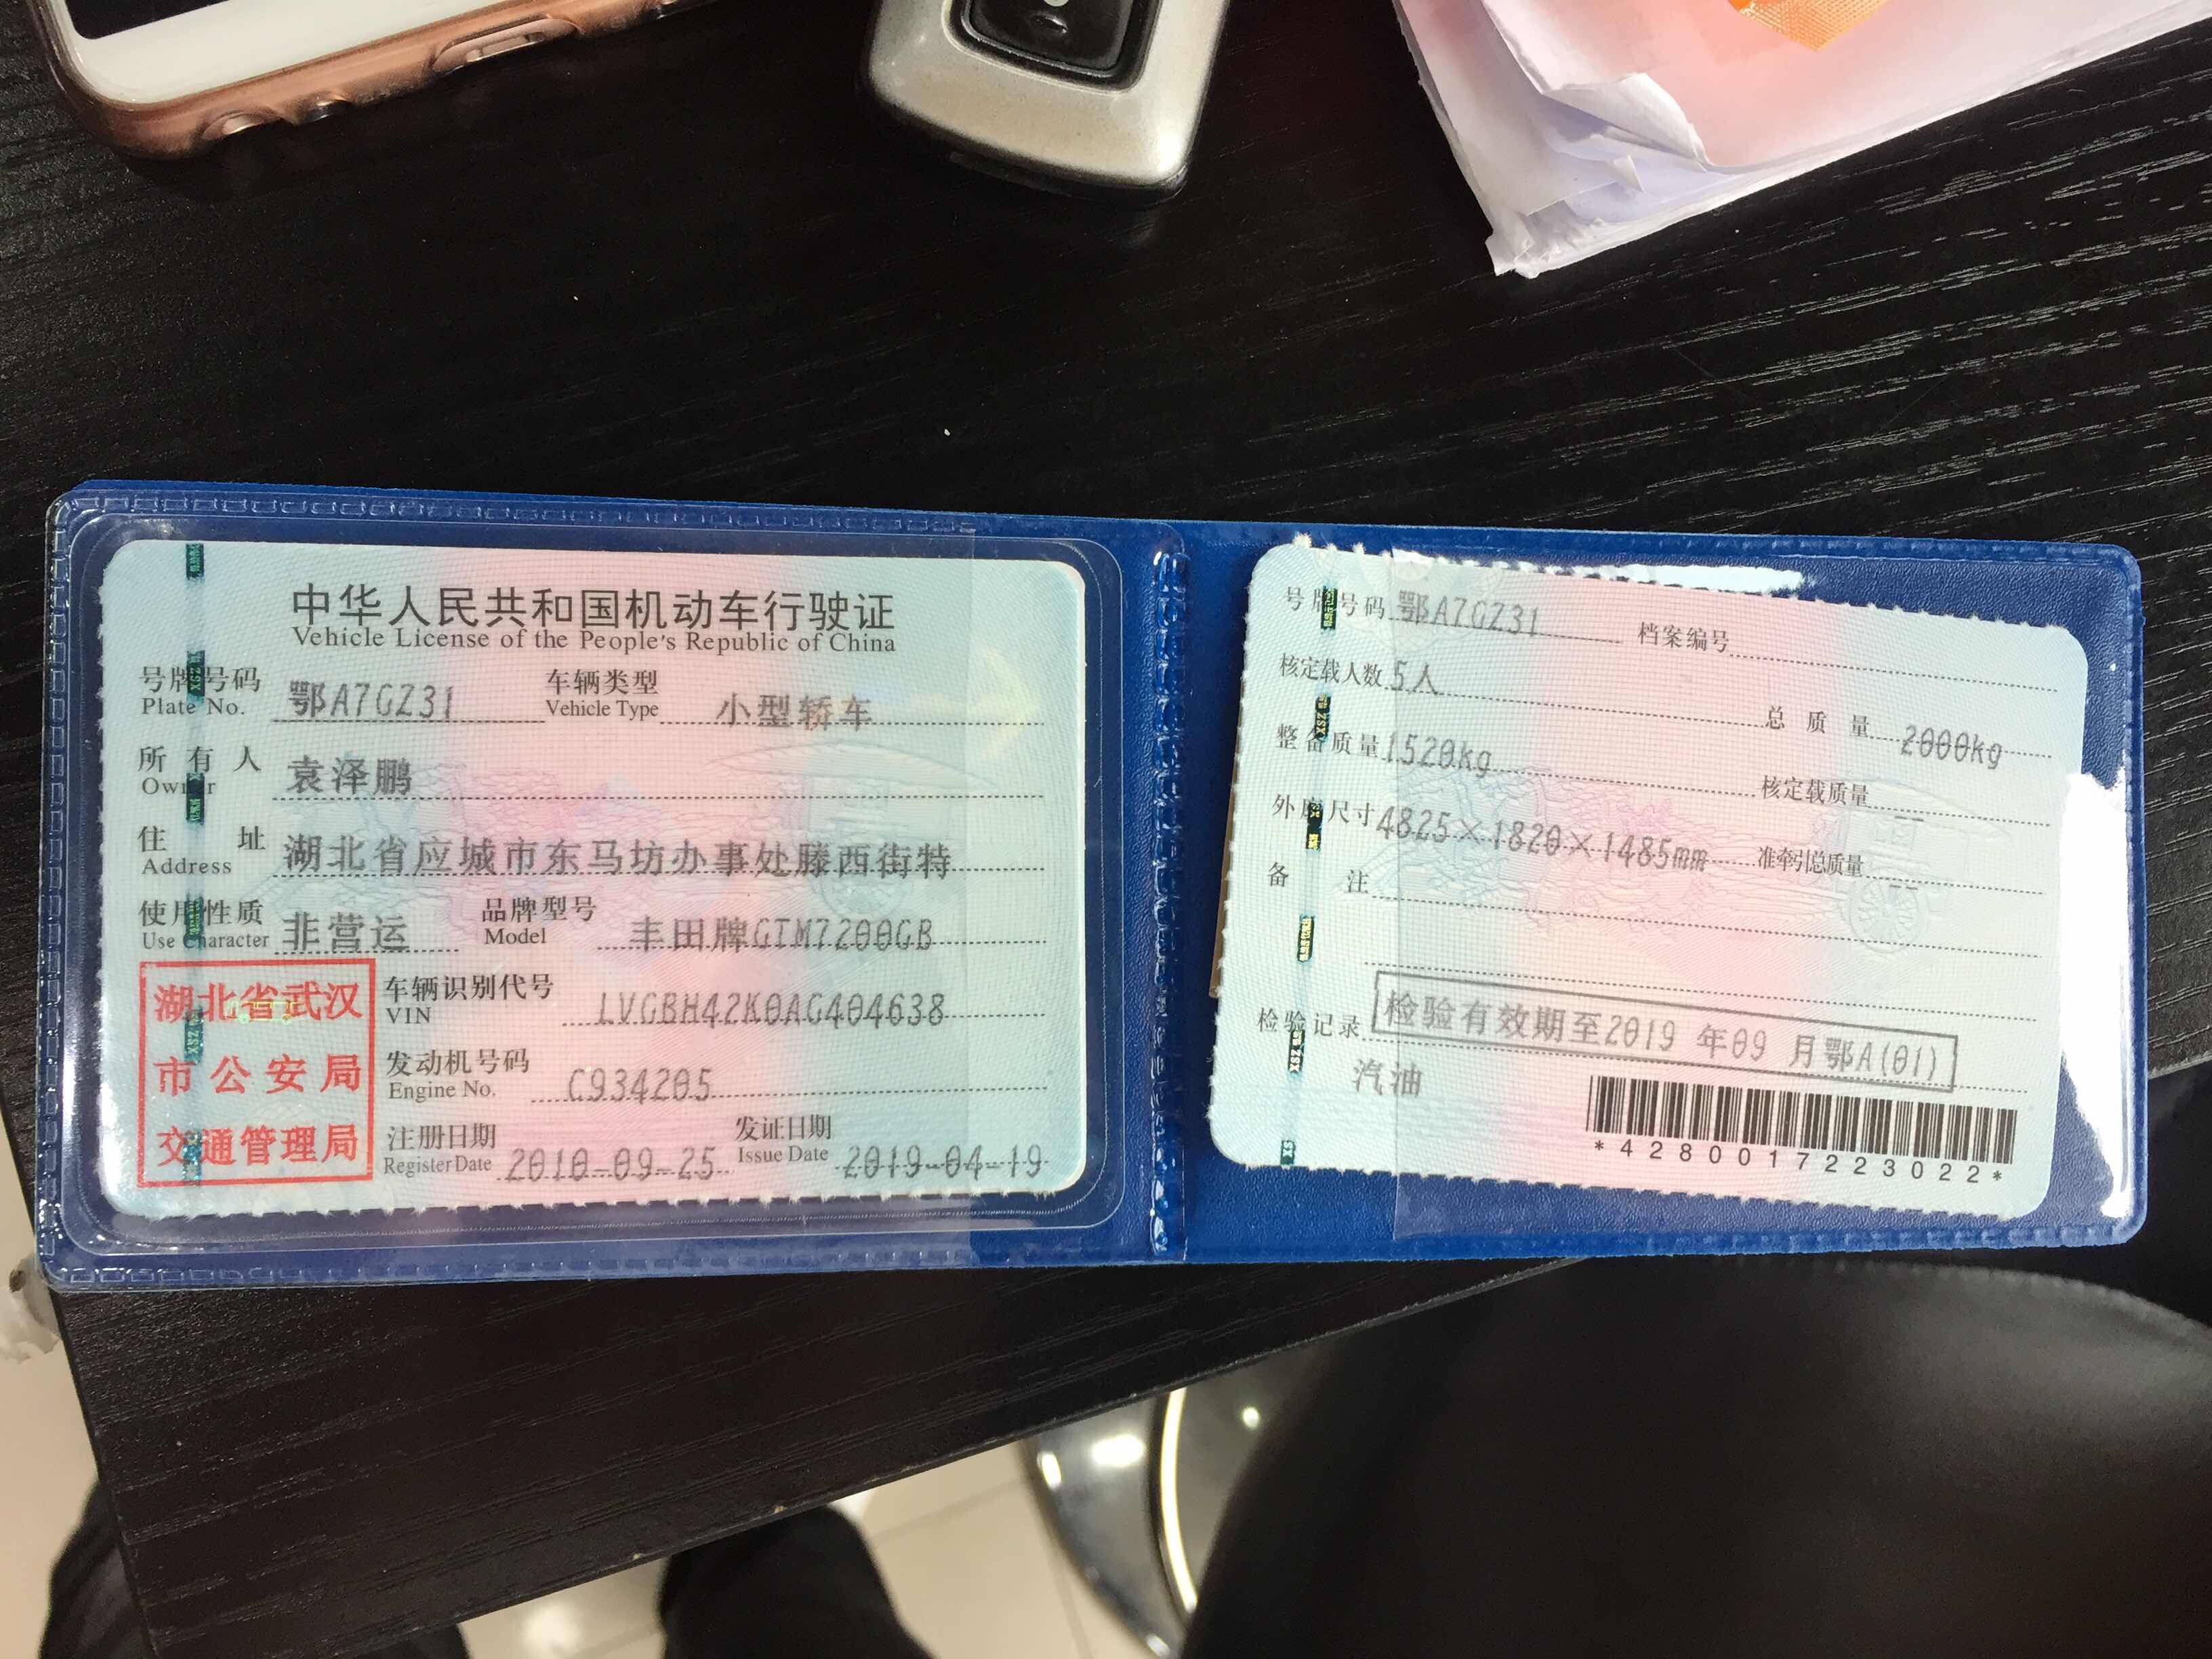 中华人民共和国机动车行驶证
Vehicle License of the People's Republic of China
号牌号码 鄂A7GZ31 车辆类型 小型轿车
Plate No. Vehicle Type
所有人 袁泽鹏
Owner
住址 湖北省应城市东马坊办事处滕西街特
Address
使用性质 非营运 品牌型号 丰田牌GTM7200GB
Use Character Model
湖北省武汉
市公安局
交通管理局
车辆识别代号 LVGBH42K0AG404638
VIN
发动机号码 C934205
Engine No.
注册日期 2010-09-25 发证日期 2019-04-19
Register Date Issue Date
号牌号码 鄂A7GZ31 档案编号
核定载人数 5人 总质量 2000kg
整备质量 1520kg 核定载质量 --
外廓尺寸 4825×1820×1485mm 准牵引总质量 --
备注
检验记录 检验有效期至2019年09月鄂A(01)
汽油
*4280017223022*